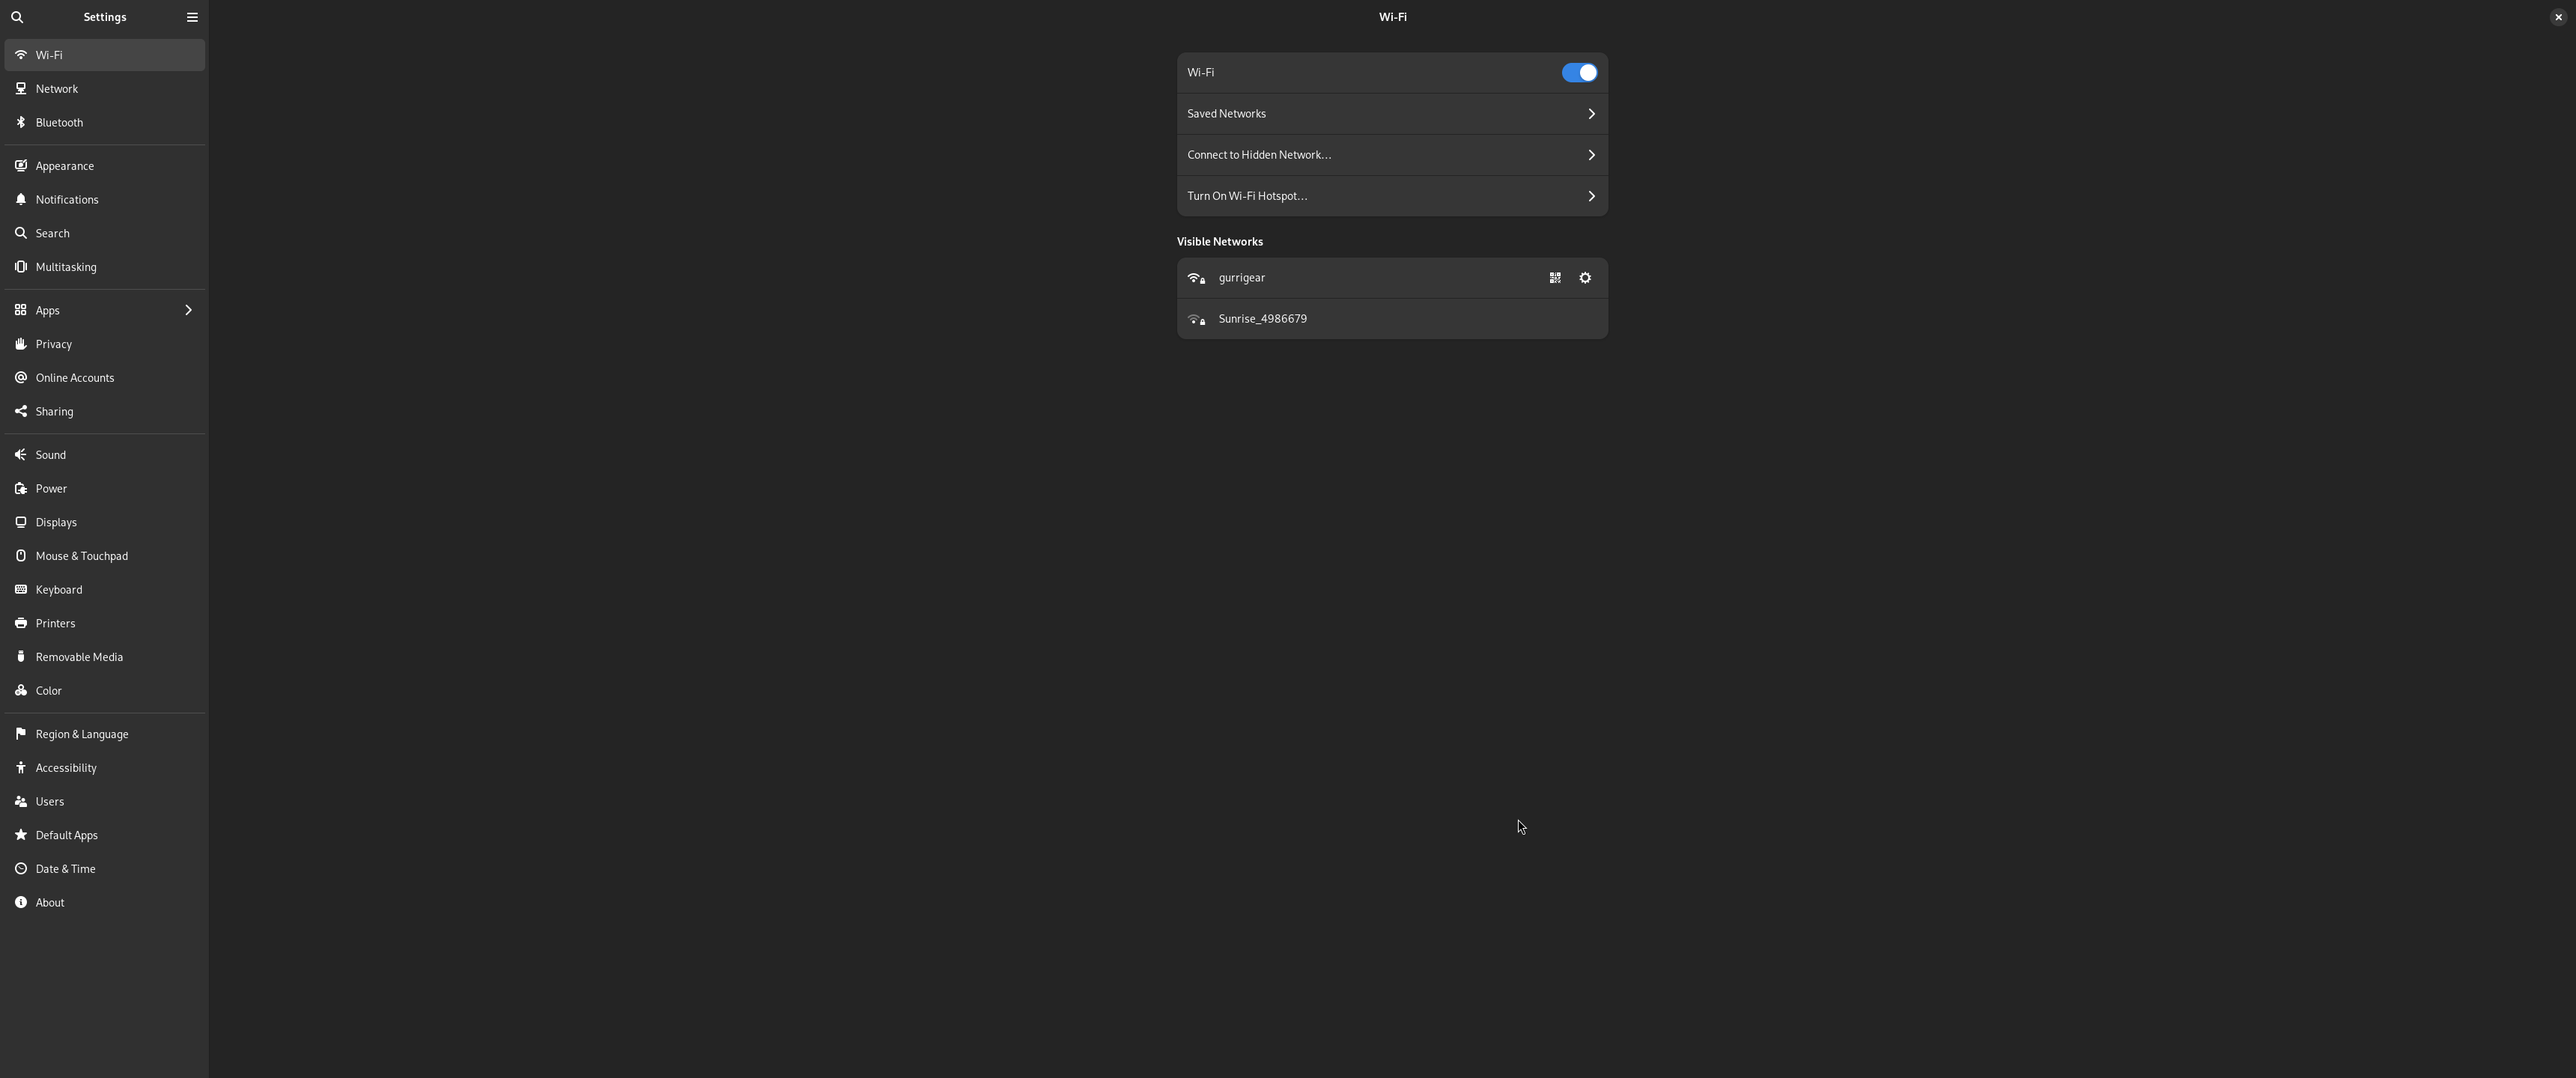 Settings
Wi-Fi
Network
Bluetooth
Appearance
Notifications
Search
Multitasking
Apps
Privacy
Online Accounts
Sharing
Sound
Power
Displays
Mouse & Touchpad
Keyboard
Printers
Removable Media
Color
Region & Language
Accessibility
Users
Default Apps
Date & Time
About
Wi-Fi
Wi-Fi
Saved Networks
Connect to Hidden Network...
Turn On Wi-Fi Hotspot...
Visible Networks
gurrigear
Sunrise_4986679